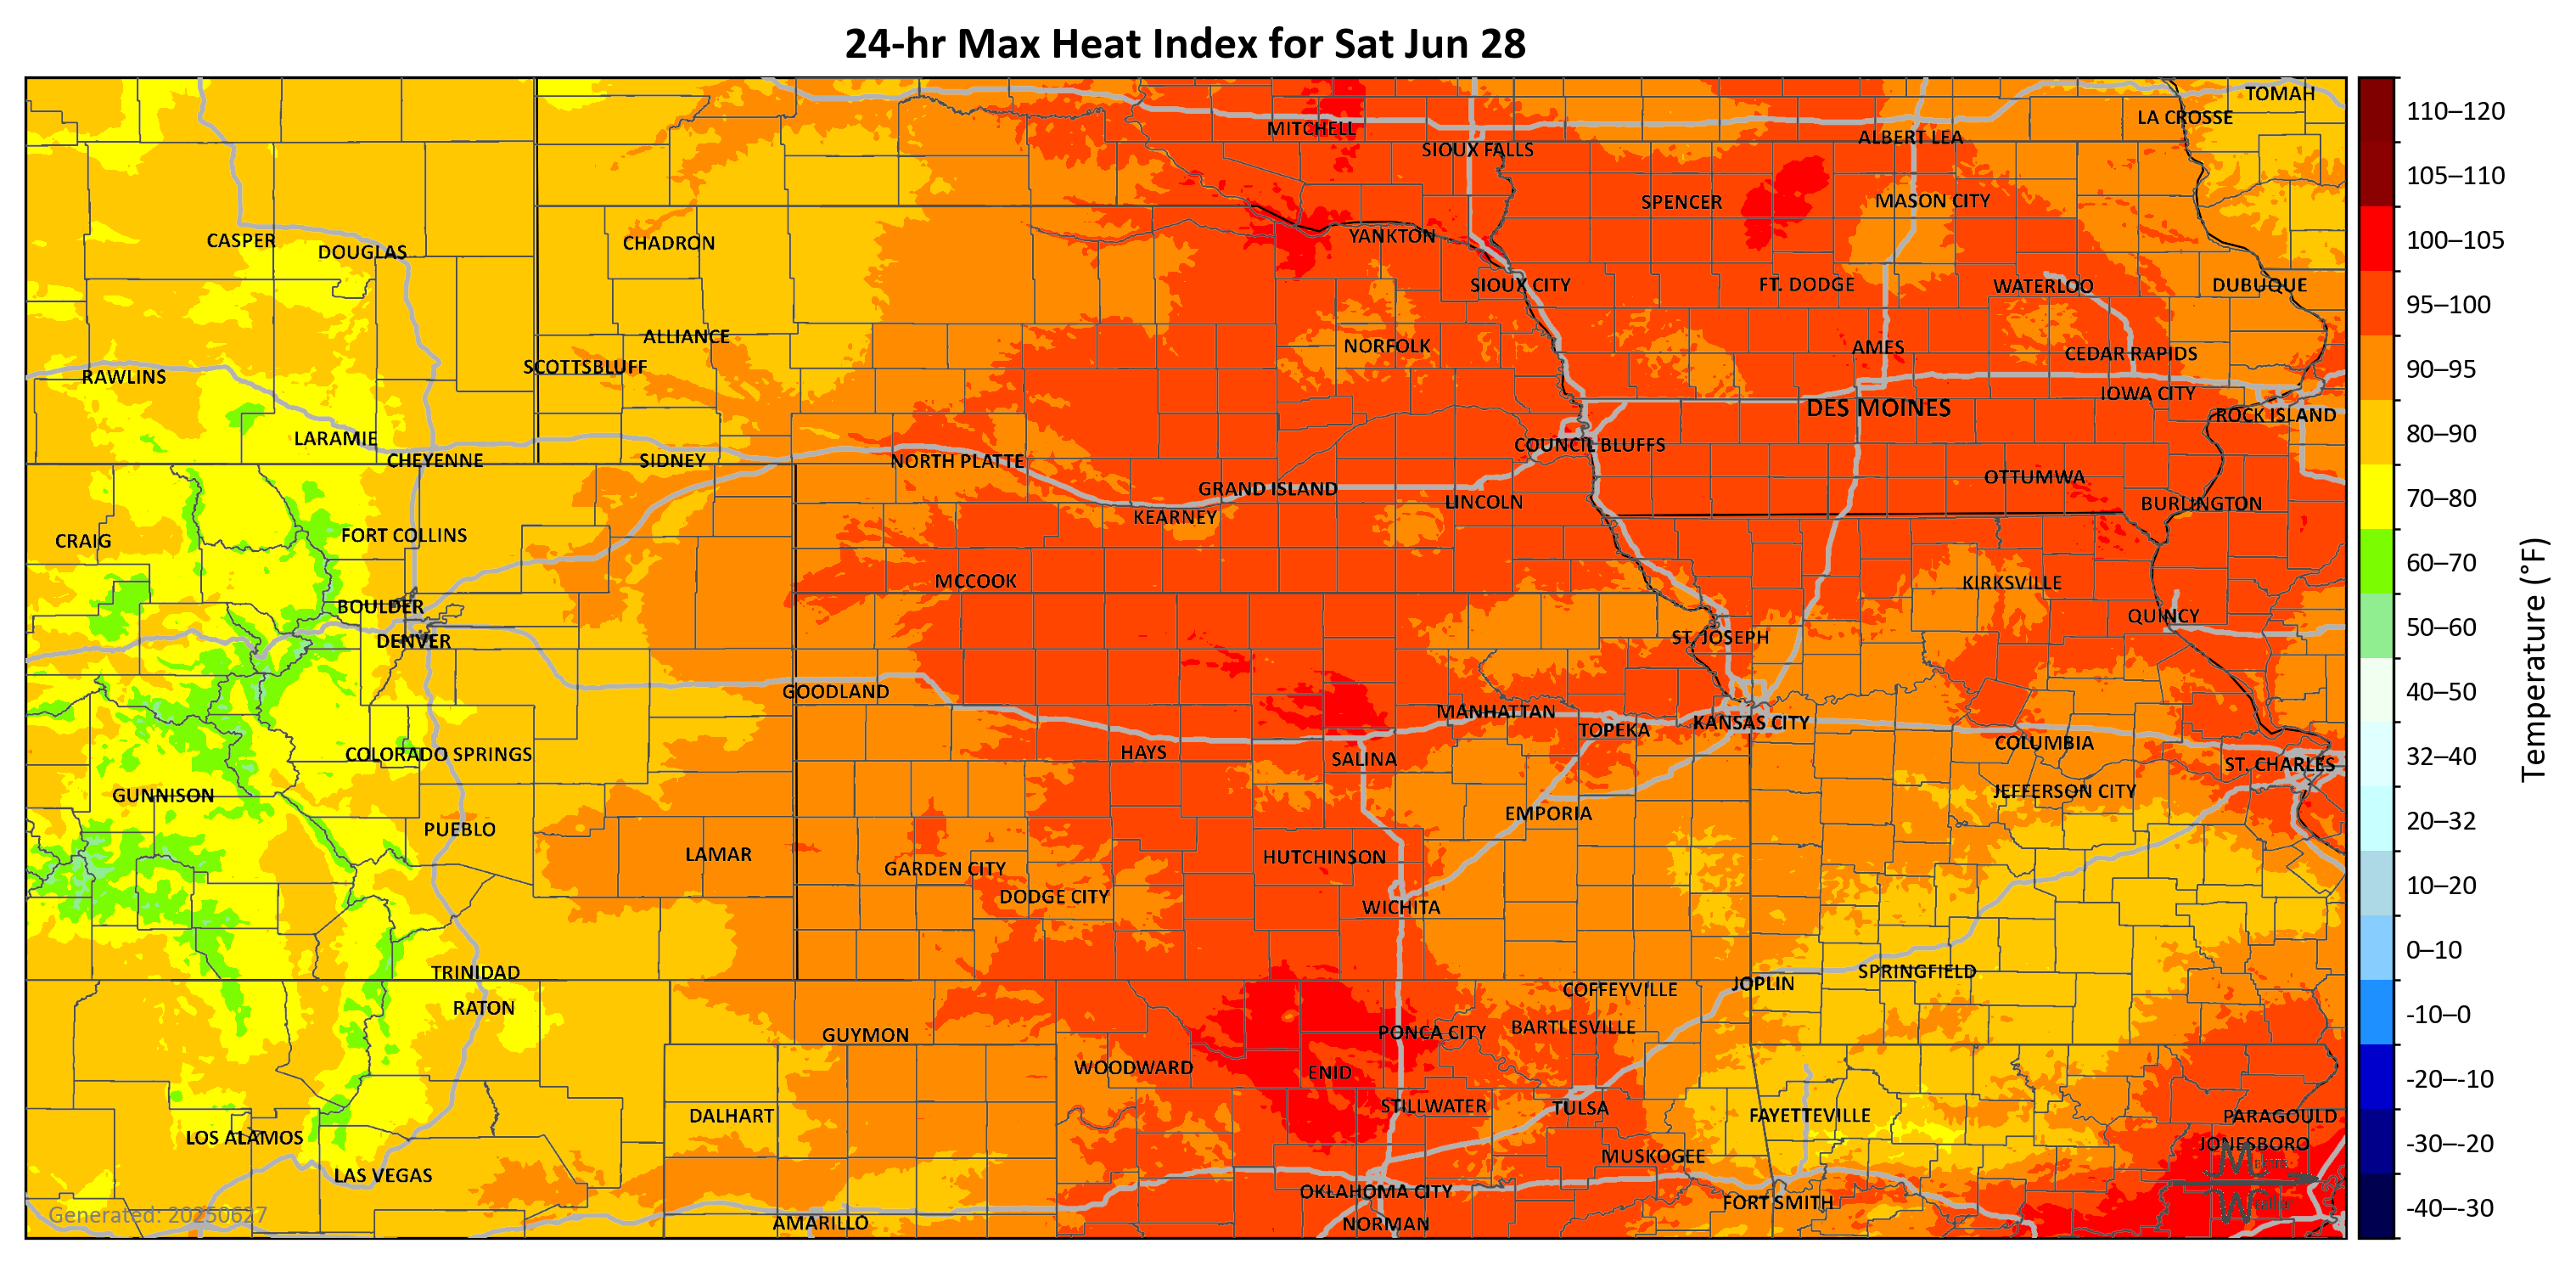 24-hr Max Heat Index for Sat Jun 28
TOMAH
LA CROSSE
MITCHELL
ALBERT LEA
SIOUX FALLS
SPENCER
MASON CITY
YANKTON
CASPER
CHADRON
DOUGLAS
SIOUX CITY
FT. DODGE
WATERLOO
DUBUQUE
ALLIANCE
NORFOLK
AMES
CEDAR RAPIDS
SCOTTSBLUFF
RAWLINS
IOWA CITY
DES MOINES
ROCK ISLAND
LARAMIE
COUNCIL BLUFFS
CHEYENNE
SIDNEY
NORTH PLATTE
OTTUMWA
GRAND ISLAND
LINCOLN
BURLINGTON
KEARNEY
FORT COLLINS
CRAIG
MCCOOK
KIRKSVILLE
BOULDER
QUINCY
DENVER
ST. JOSEPH
GOODLAND
MANHATTAN
KANSAS CITY
TOPEKA
COLUMBIA
HAYS
COLORADO SPRINGS
SALINA
ST. CHARLES
GUNNISON
JEFFERSON CITY
EMPORIA
PUEBLO
LAMAR
HUTCHINSON
GARDEN CITY
DODGE CITY
WICHITA
TRINIDAD
SPRINGFIELD
JOPLIN
COFFEYVILLE
RATON
BARTLESVILLE
PONCA CITY
GUYMON
WOODWARD
ENID
STILLWATER
TULSA
DALHART
FAYETTEVILLE
PARAGOULD
LOS ALAMOS
JONESBORO
MUSKOGEE
LAS VEGAS
OKLAHOMA CITY
FORT SMITH
AMARILLO
NORMAN
Generated: 20250627
110–120
105–110
100–105
95–100
90–95
80–90
70–80
60–70
50–60
40–50
32–40
20–32
10–20
0–10
-10–0
-20–-10
-30–-20
-40–-30
Temperature (°F)